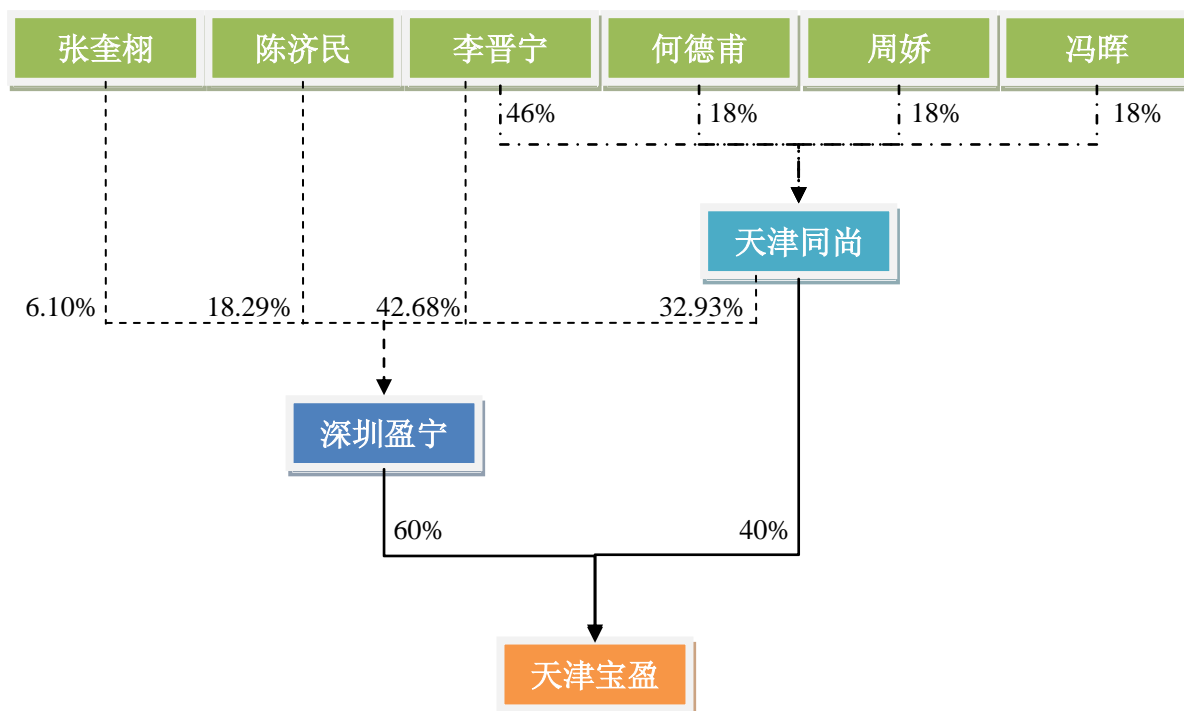 张奎栩 陈济民 李晋宁 何德甫 周娇 冯晖
46% 18% 18% 18%
天津同尚
6.10% 18.29% 42.68% 32.93%
深圳盈宁
60% 40%
天津宝盈